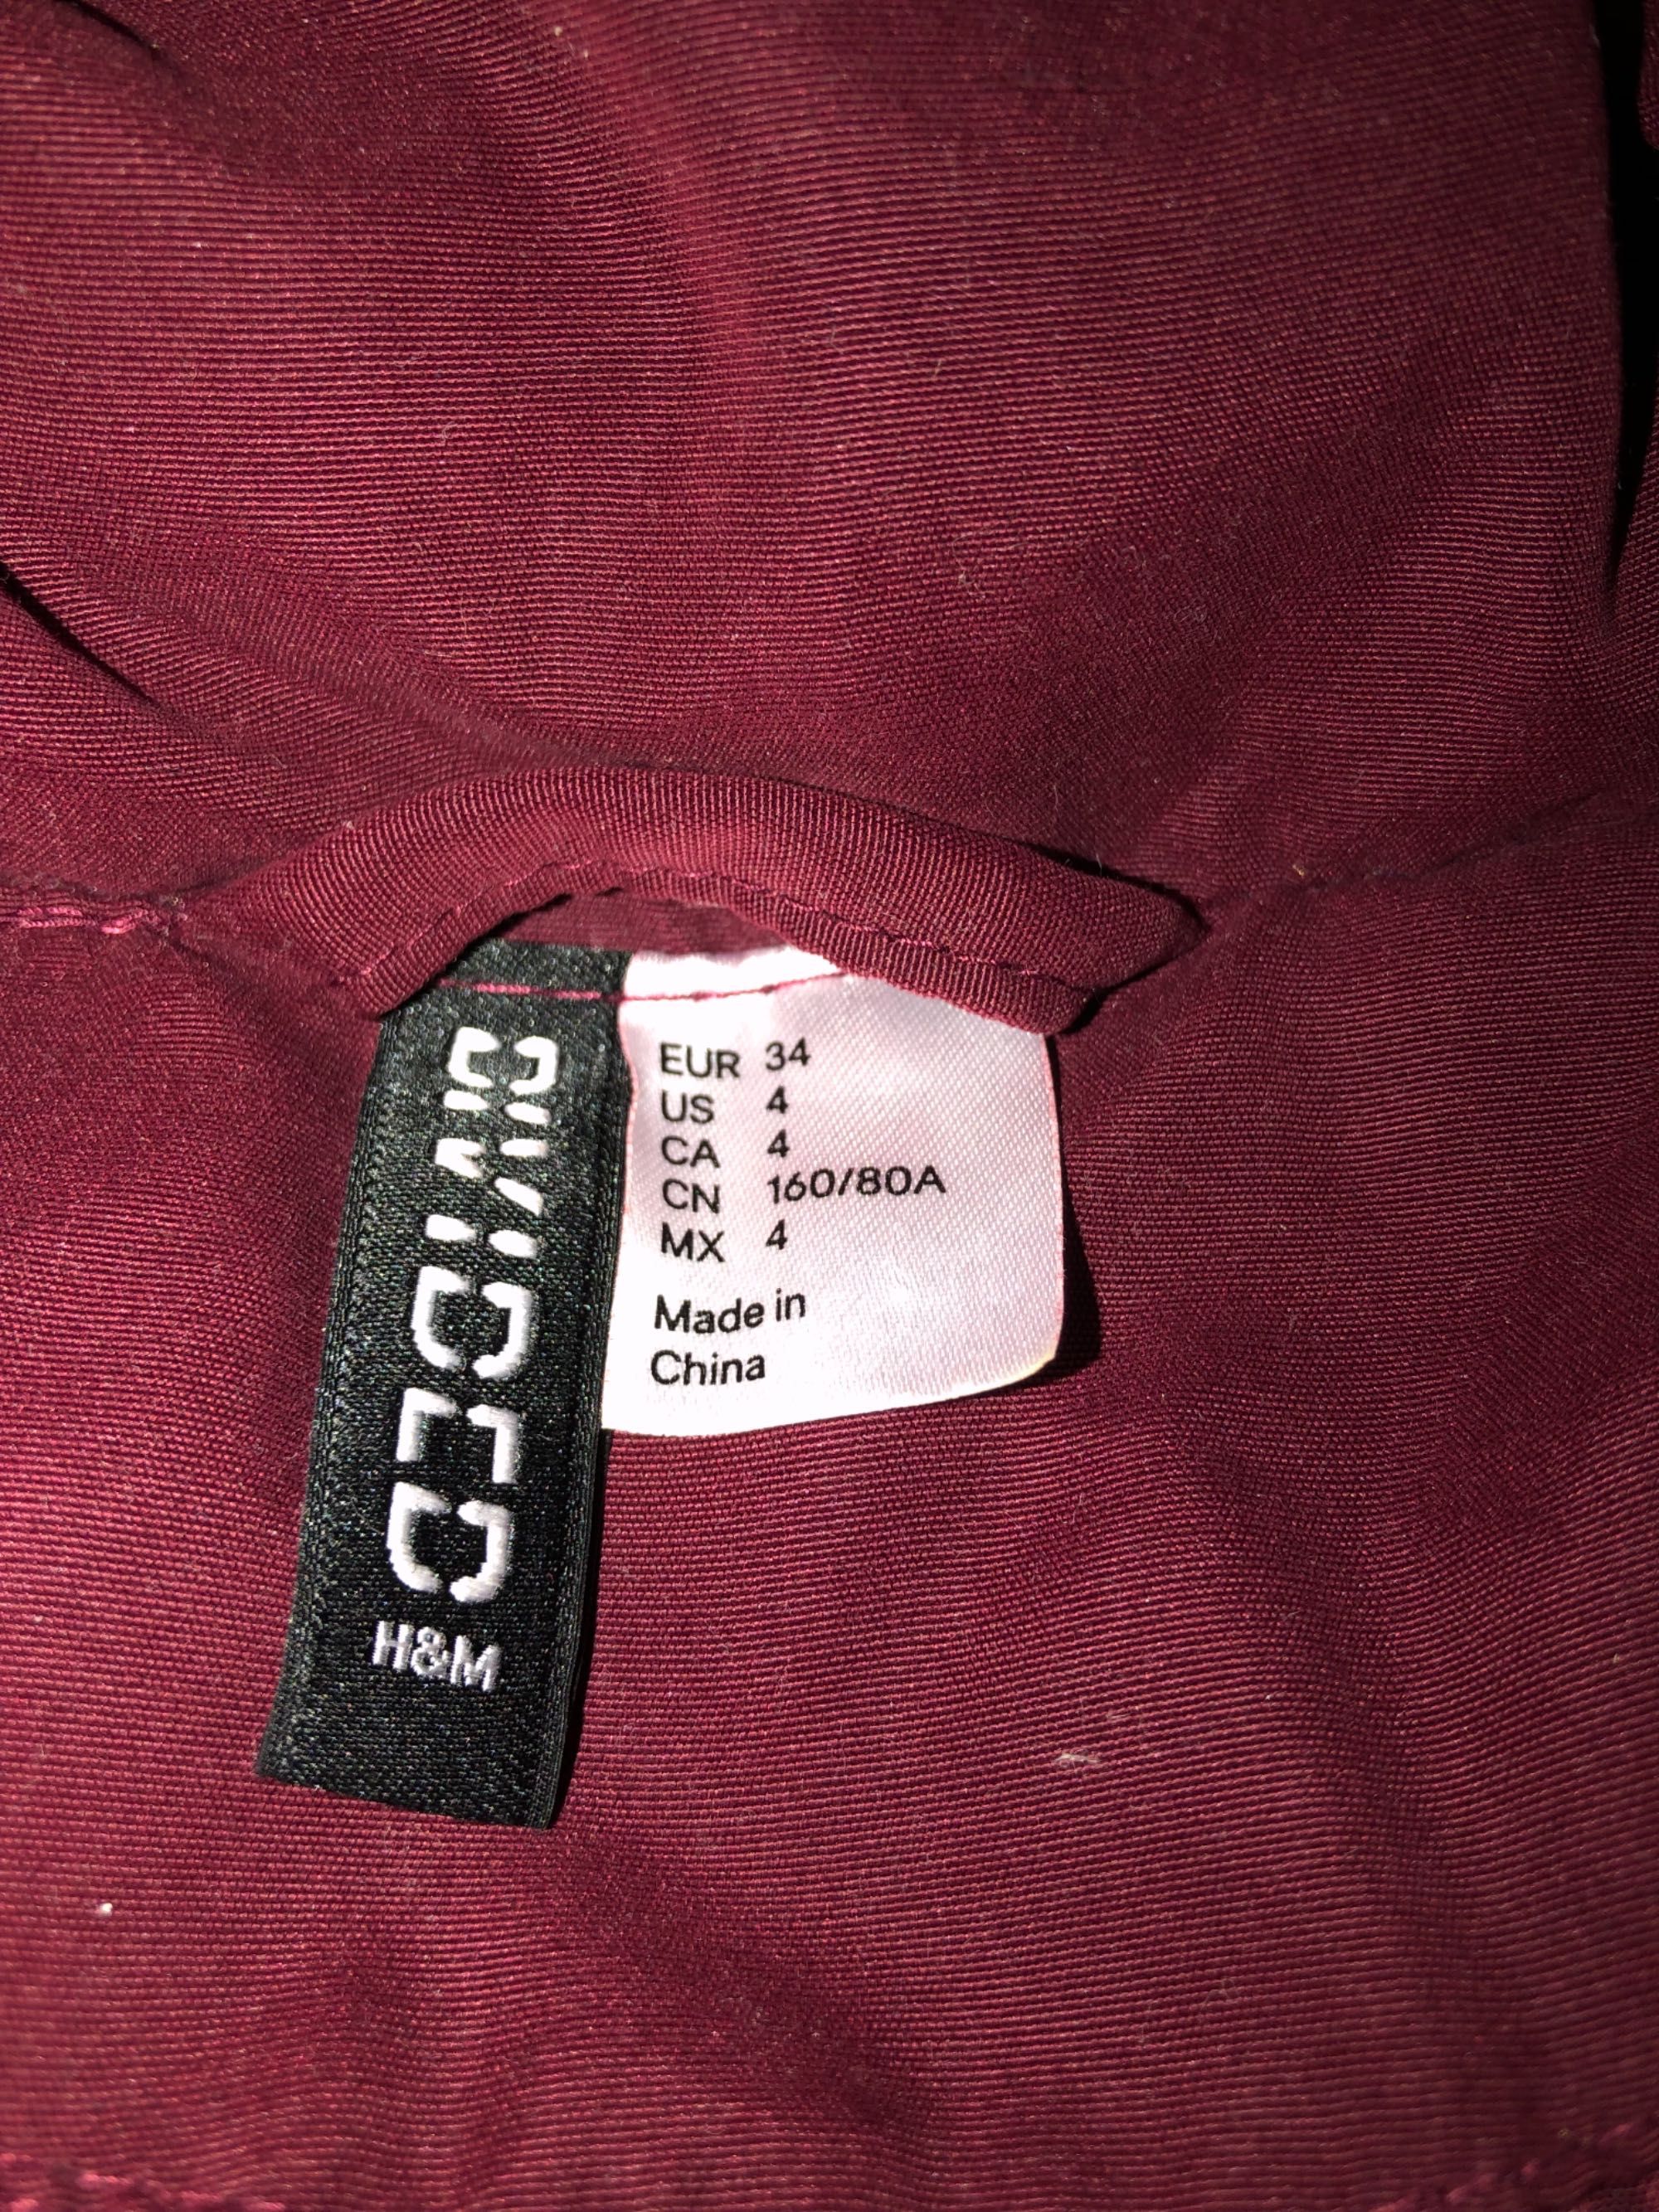 DIVIDED
H&M
EUR 34
US 4
CA 4
CN 160/80A
MX 4
Made in
China